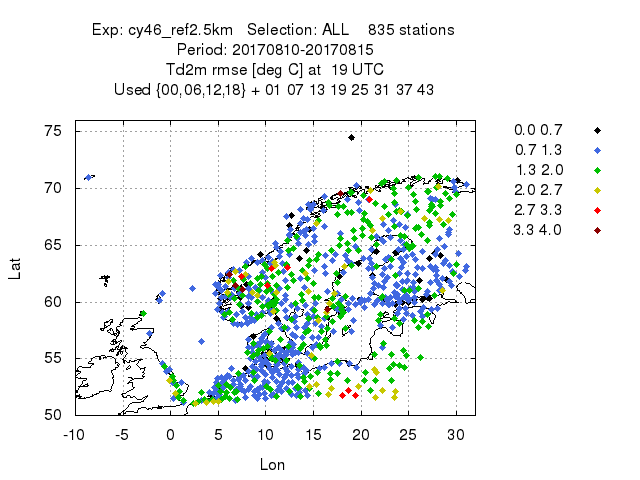 Exp: cy46_ref2.5km Selection: ALL 835 stations
Period: 20170810-20170815
Td2m rmse [deg C] at 19 UTC
Used {00,06,12,18} + 01 07 13 19 25 31 37 43
75
70
65
60
55
50
-10 -5 0 5 10 15 20 25 30
Lat
Lon
0.0 0.7
0.7 1.3
1.3 2.0
2.0 2.7
2.7 3.3
3.3 4.0